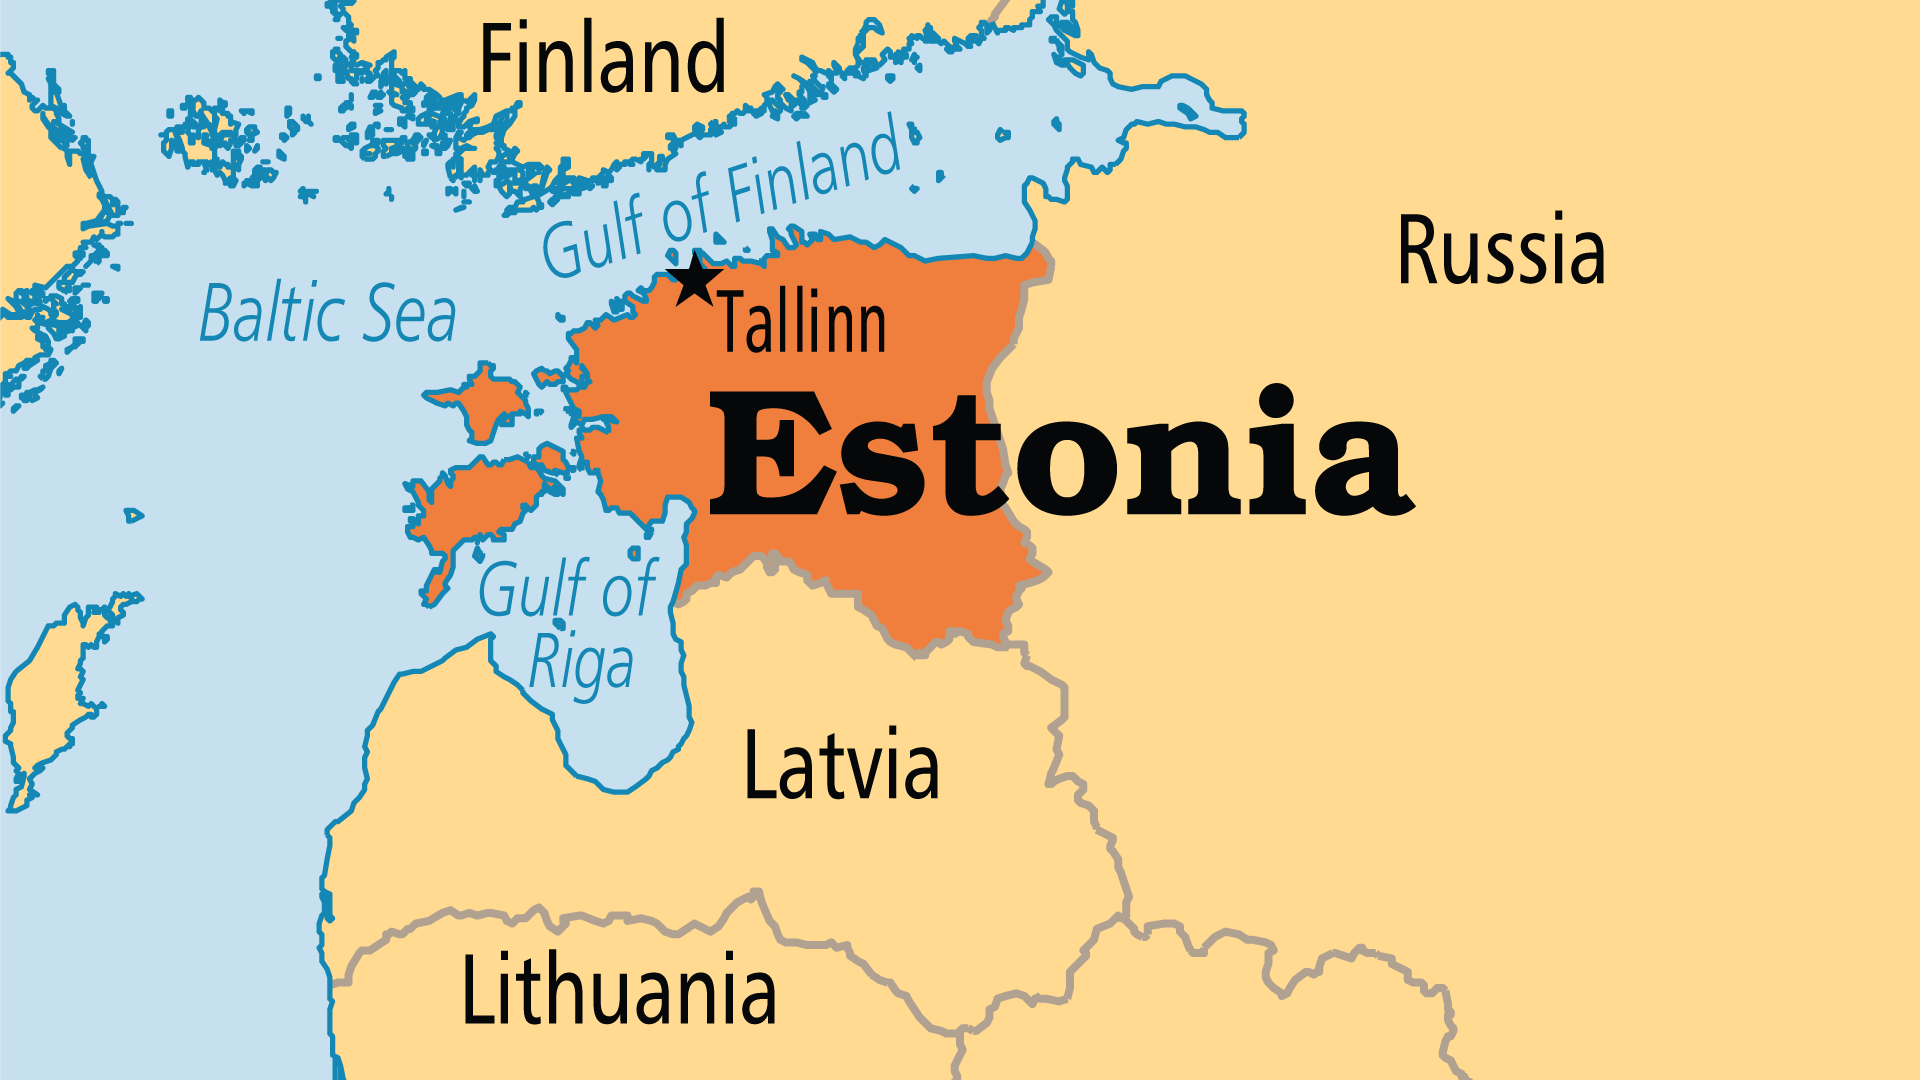 Finland
Gulf of Finland
Russia
Baltic Sea
Tallinn
Estonia
Gulf of
Riga
Latvia
Lithuania